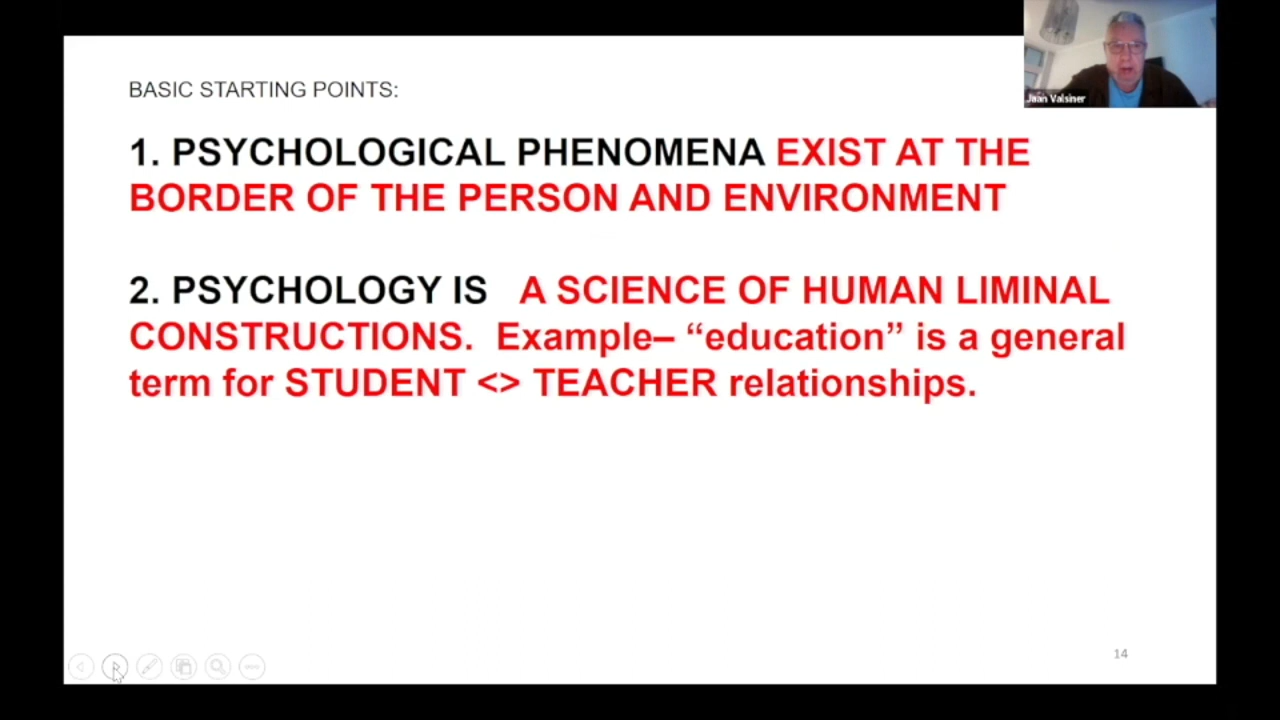 BASIC STARTING POINTS:
Jaan Valsiner
1. PSYCHOLOGICAL PHENOMENA EXIST AT THE
BORDER OF THE PERSON AND ENVIRONMENT
2. PSYCHOLOGY IS A SCIENCE OF HUMAN LIMINAL
CONSTRUCTIONS. Example– “education” is a general
term for STUDENT <> TEACHER relationships.
14